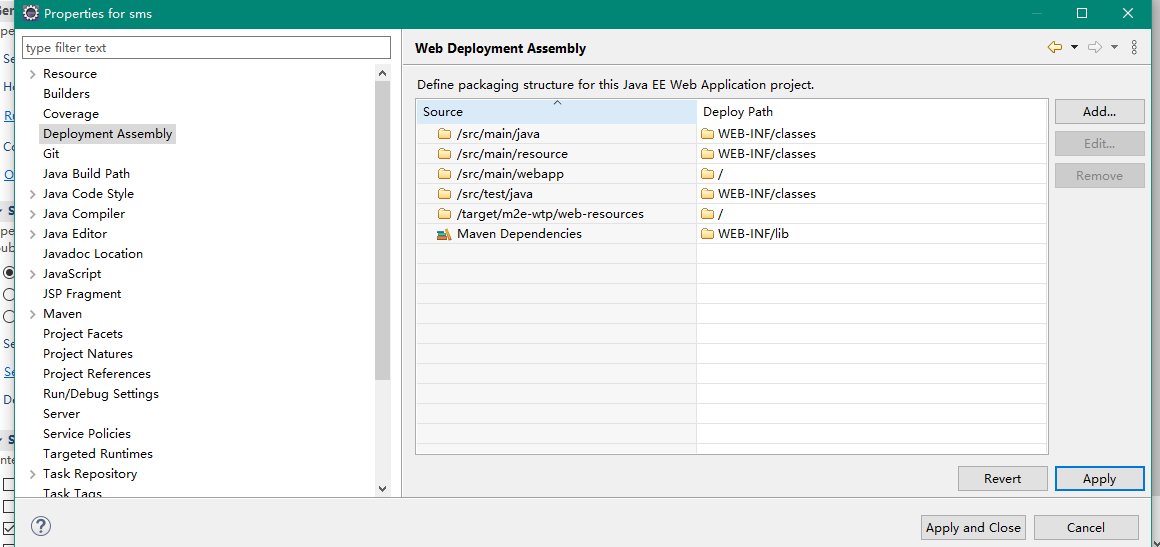 Properties for sms
type filter text
Resource
Builders
Coverage
Deployment Assembly
Git
Java Build Path
Java Code Style
Java Compiler
Java Editor
Javadoc Location
JavaScript
JSP Fragment
Maven
Project Facets
Project Natures
Project References
Run/Debug Settings
Server
Service Policies
Targeted Runtimes
Task Repository
Task Tags
Web Deployment Assembly
Define packaging structure for this Java EE Web Application project.
Source Deploy Path
/src/main/java WEB-INF/classes
/src/main/resource WEB-INF/classes
/src/main/webapp /
/src/test/java WEB-INF/classes
/target/m2e-wtp/web-resources /
Maven Dependencies WEB-INF/lib
Add...
Edit...
Remove
Revert Apply
Apply and Close Cancel